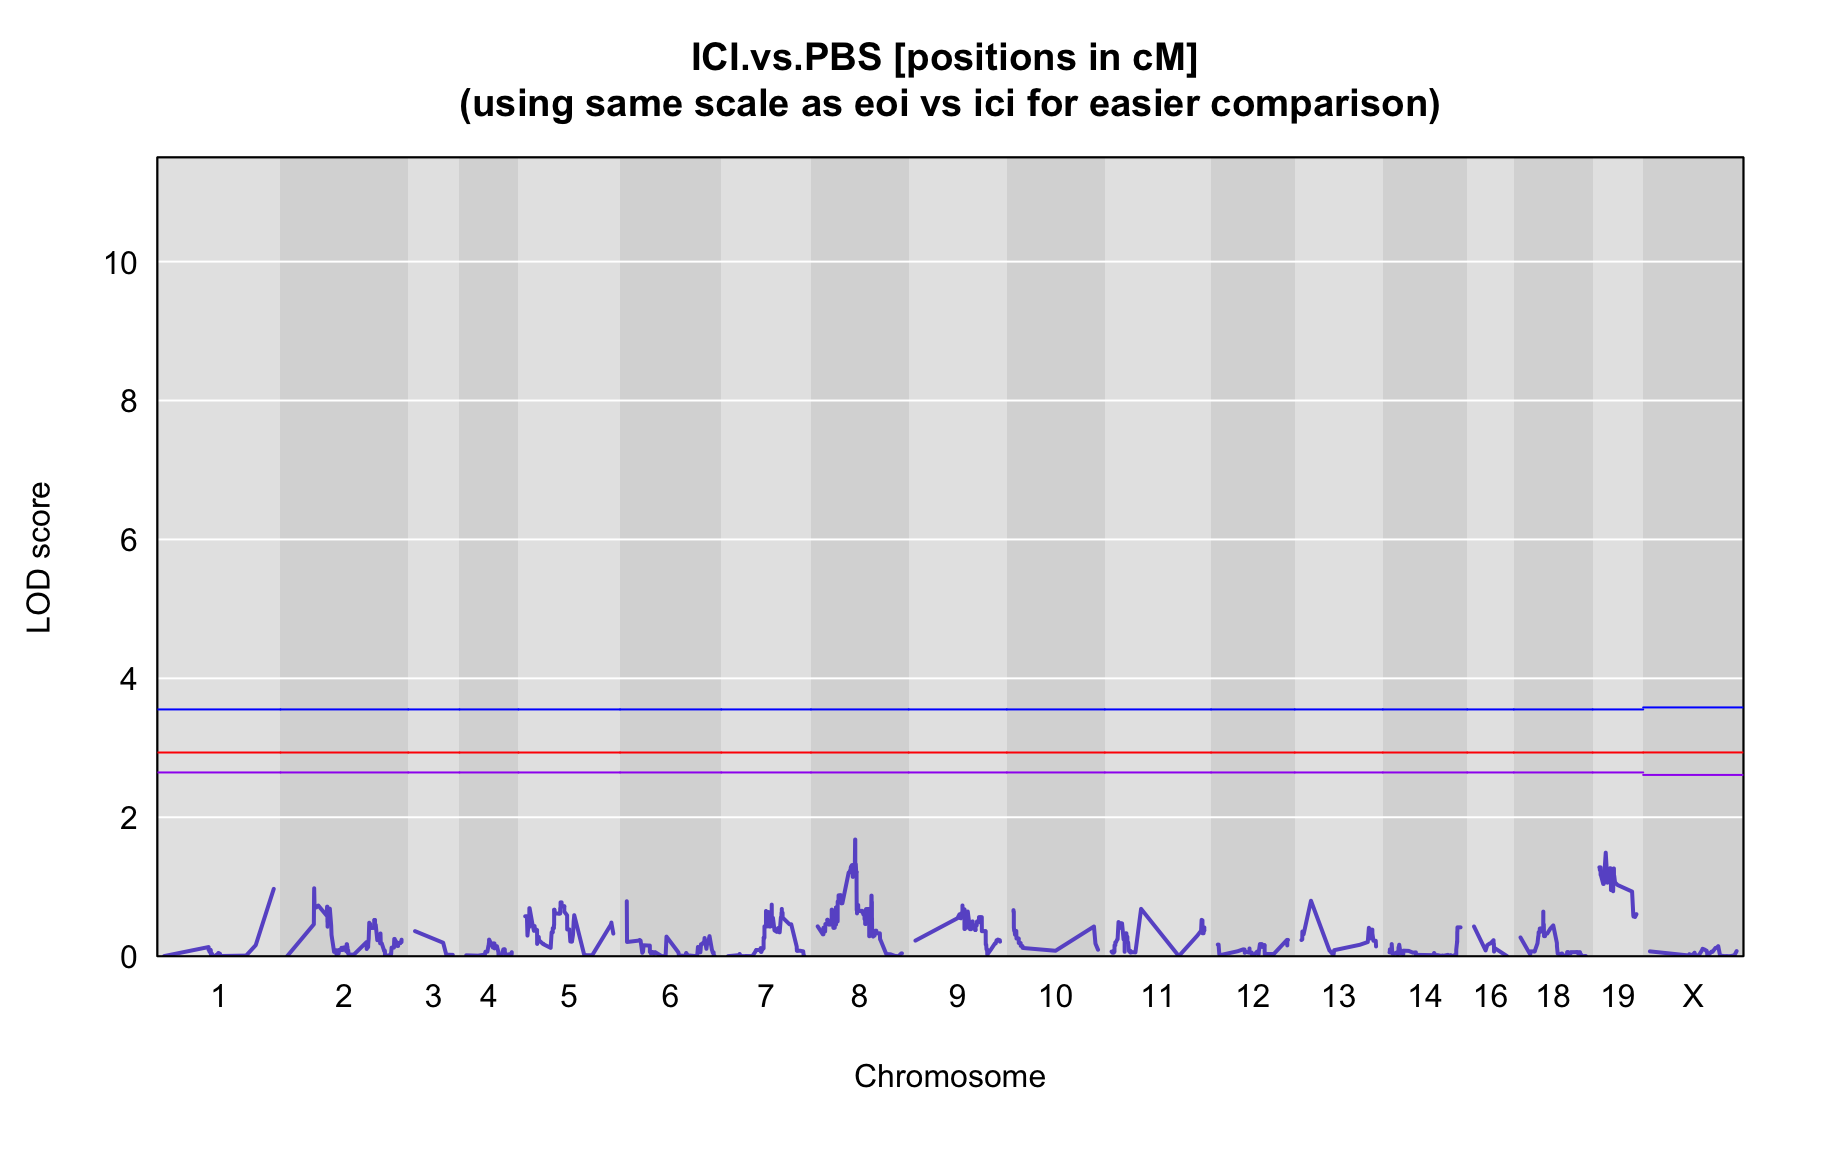 ICI.vs.PBS [positions in cM]
(using same scale as eoi vs ici for easier comparison)
LOD score
10
8
6
4
2
0
1 2 3 4 5 6 7 8 9 10 11 12 13 14 16 18 19 X
Chromosome